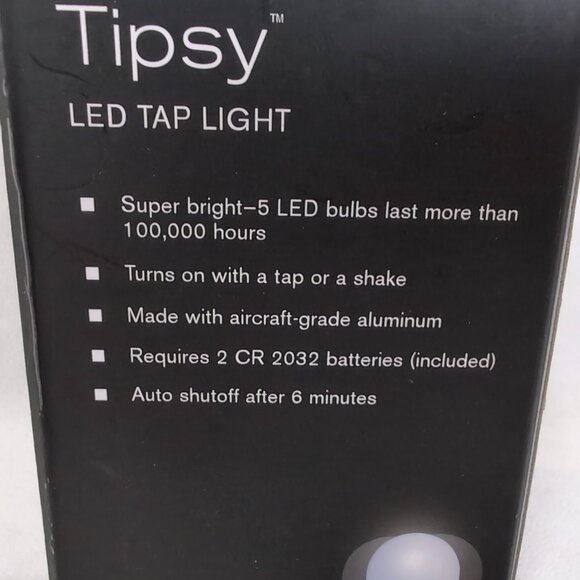 Tipsy™
LED TAP LIGHT
■ Super bright–5 LED bulbs last more than
100,000 hours
■ Turns on with a tap or a shake
■ Made with aircraft-grade aluminum
■ Requires 2 CR 2032 batteries (included)
■ Auto shutoff after 6 minutes